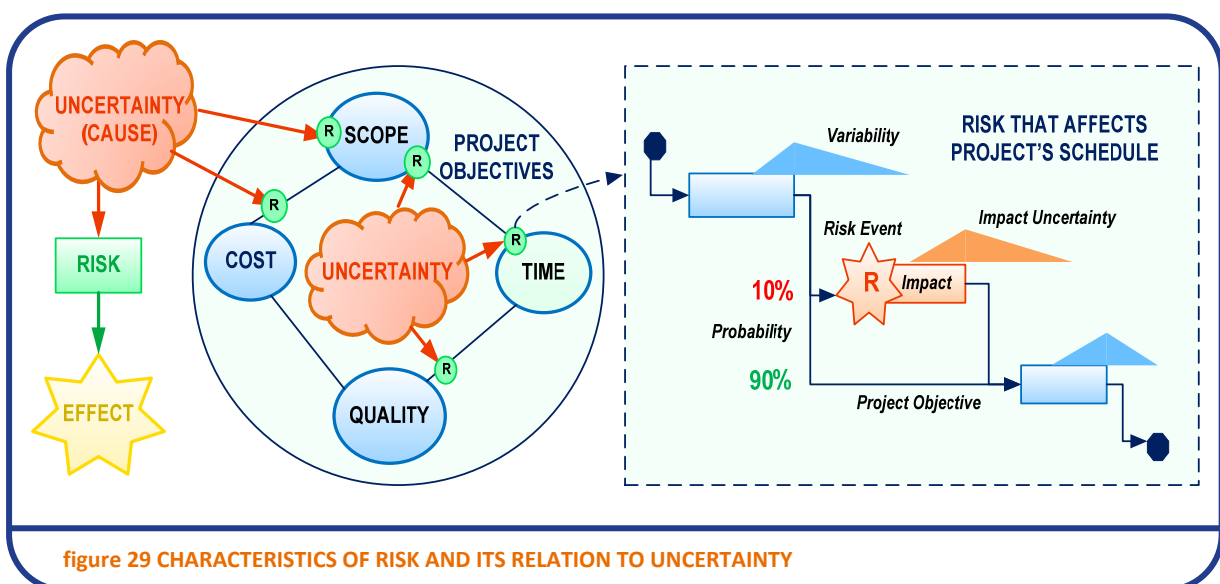 UNCERTAINTY
(CAUSE)
RISK
EFFECT
R
SCOPE
R
R
PROJECT
OBJECTIVES
COST
UNCERTAINTY
R
TIME
R
QUALITY
RISK THAT AFFECTS
PROJECT'S SCHEDULE
Variability
Impact Uncertainty
Risk Event
R
Impact
10%
Probability
90%
Project Objective
figure 29 CHARACTERISTICS OF RISK AND ITS RELATION TO UNCERTAINTY